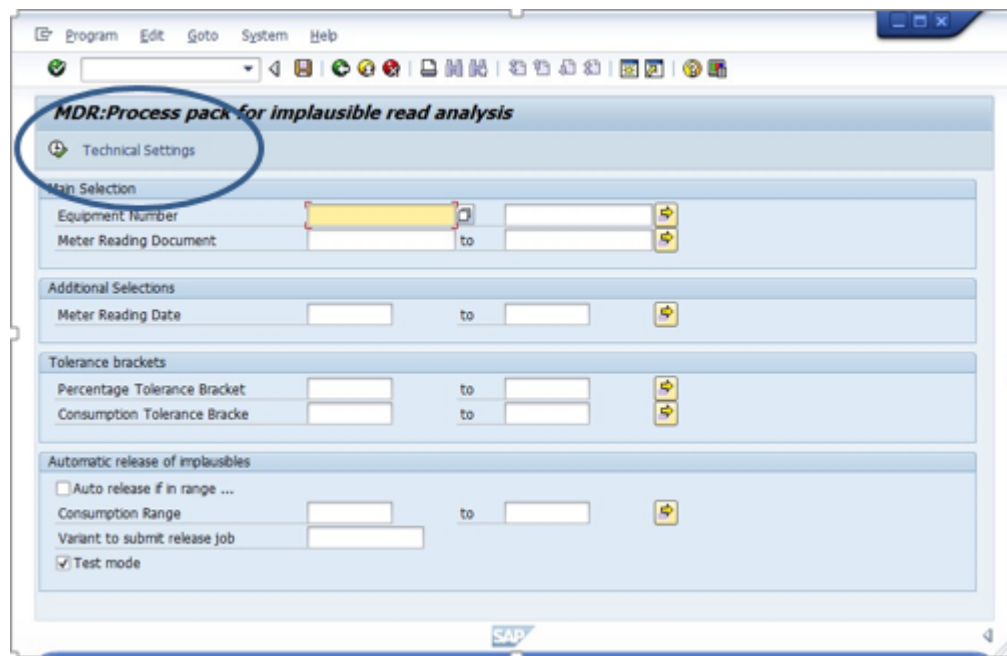 Program Edit Goto System Help
MDR:Process pack for implausible read analysis
Technical Settings
Main Selection
Equipment Number
Meter Reading Document to
Additional Selections
Meter Reading Date to
Tolerance brackets
Percentage Tolerance Bracket to
Consumption Tolerance Bracke to
Automatic release of implausibles
Auto release if in range ...
Consumption Range to
Variant to submit release job
Test mode
SAP